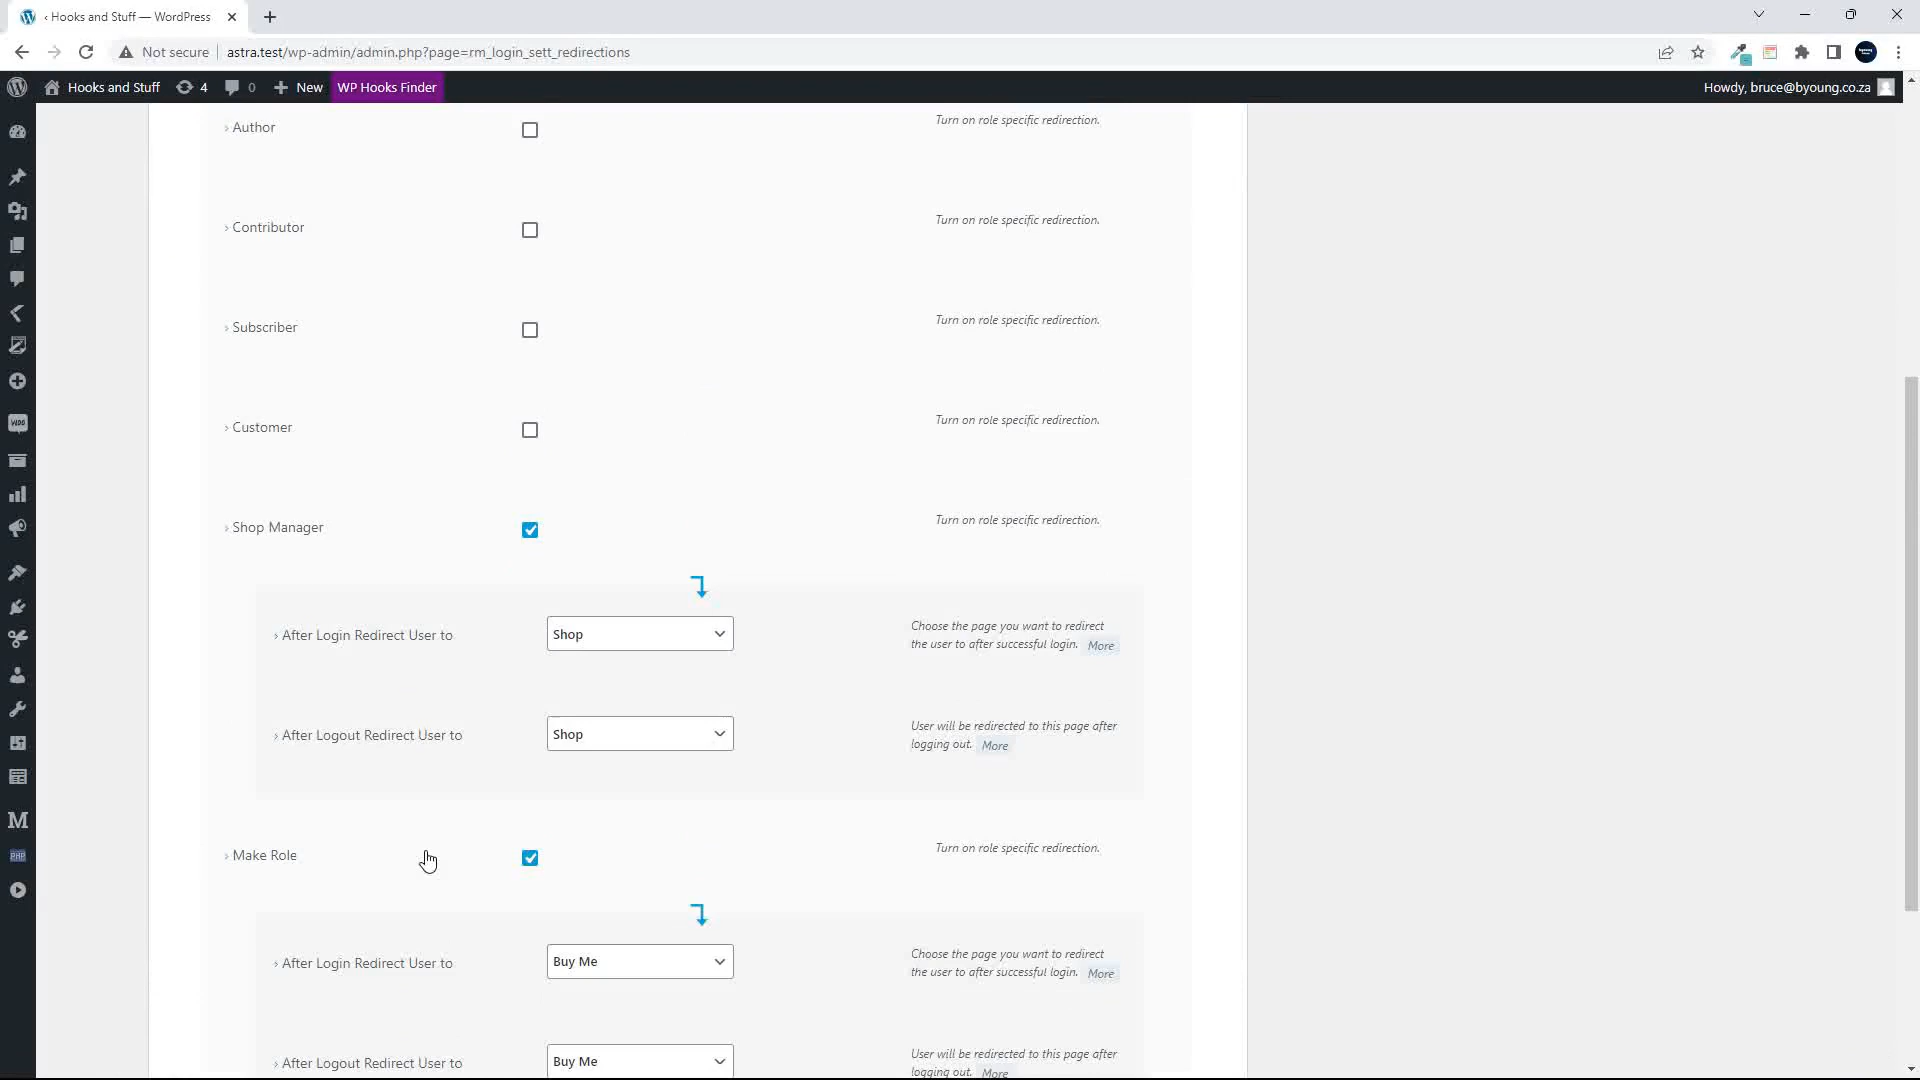 ‹ Hooks and Stuff — WordPress
Not secure
astra.test/wp-admin/admin.php?page=rm_login_sett_redirections
Hooks and Stuff
4
0
New
WP Hooks Finder
Howdy, bruce@byoung.co.za
› Author
Turn on role specific redirection.
› Contributor
Turn on role specific redirection.
› Subscriber
Turn on role specific redirection.
› Customer
Turn on role specific redirection.
› Shop Manager
Turn on role specific redirection.
› After Login Redirect User to
Shop
Choose the page you want to redirect
the user to after successful login. More
› After Logout Redirect User to
Shop
User will be redirected to this page after
logging out. More
› Make Role
Turn on role specific redirection.
› After Login Redirect User to
Buy Me
Choose the page you want to redirect
the user to after successful login. More
› After Logout Redirect User to
Buy Me
User will be redirected to this page after
logging out. More
WOO
M
PHP